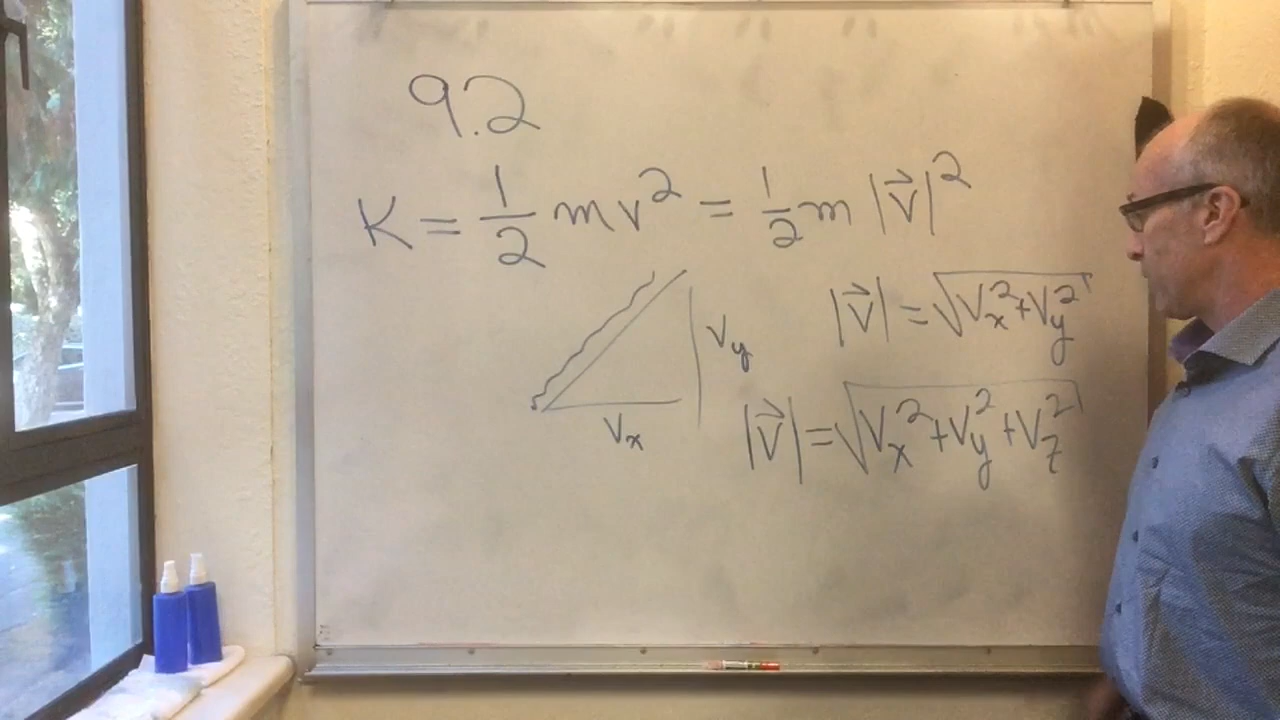 9.2
K = 1/2 mv² = 1/2 m |v⃗|²
|v⃗| = √(Vx² + Vy²)
Vy
Vx
|v⃗| = √(Vx² + Vy² + Vz²)